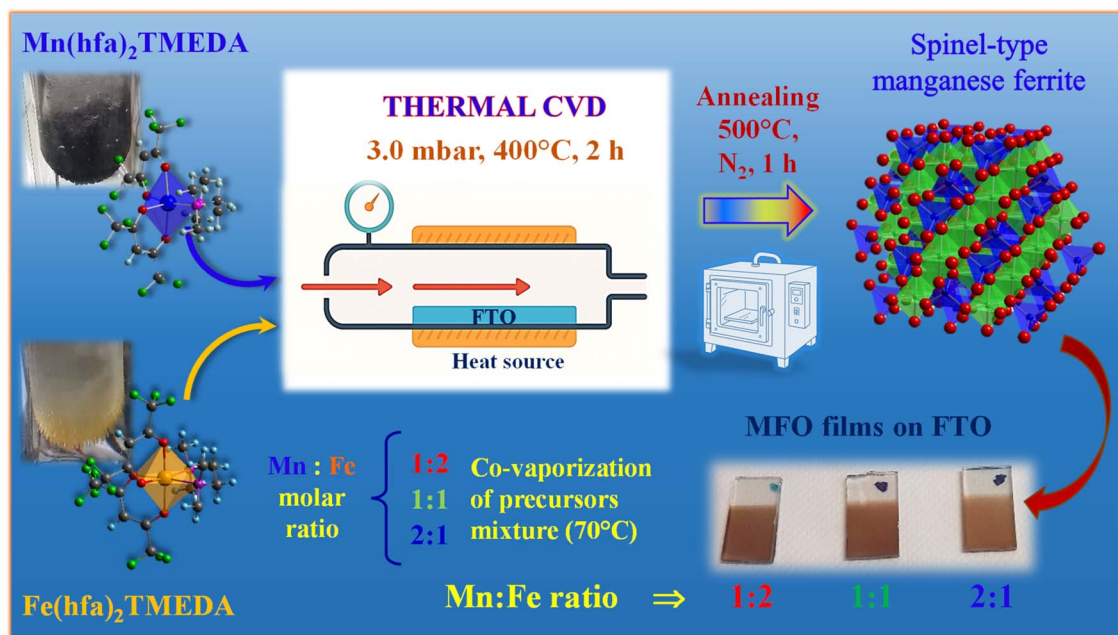 Mn(hfa)₂TMEDA
THERMAL CVD
3.0 mbar, 400°C, 2 h
FTO
Heat source
Annealing
500°C,
N₂, 1 h
Spinel-type
manganese ferrite
Fe(hfa)₂TMEDA
Mn : Fe
molar
ratio
1:2
1:1
2:1
Co-vaporization
of precursors
mixture (70°C)
MFO films on FTO
Mn:Fe ratio ⇒ 1:2 1:1 2:1